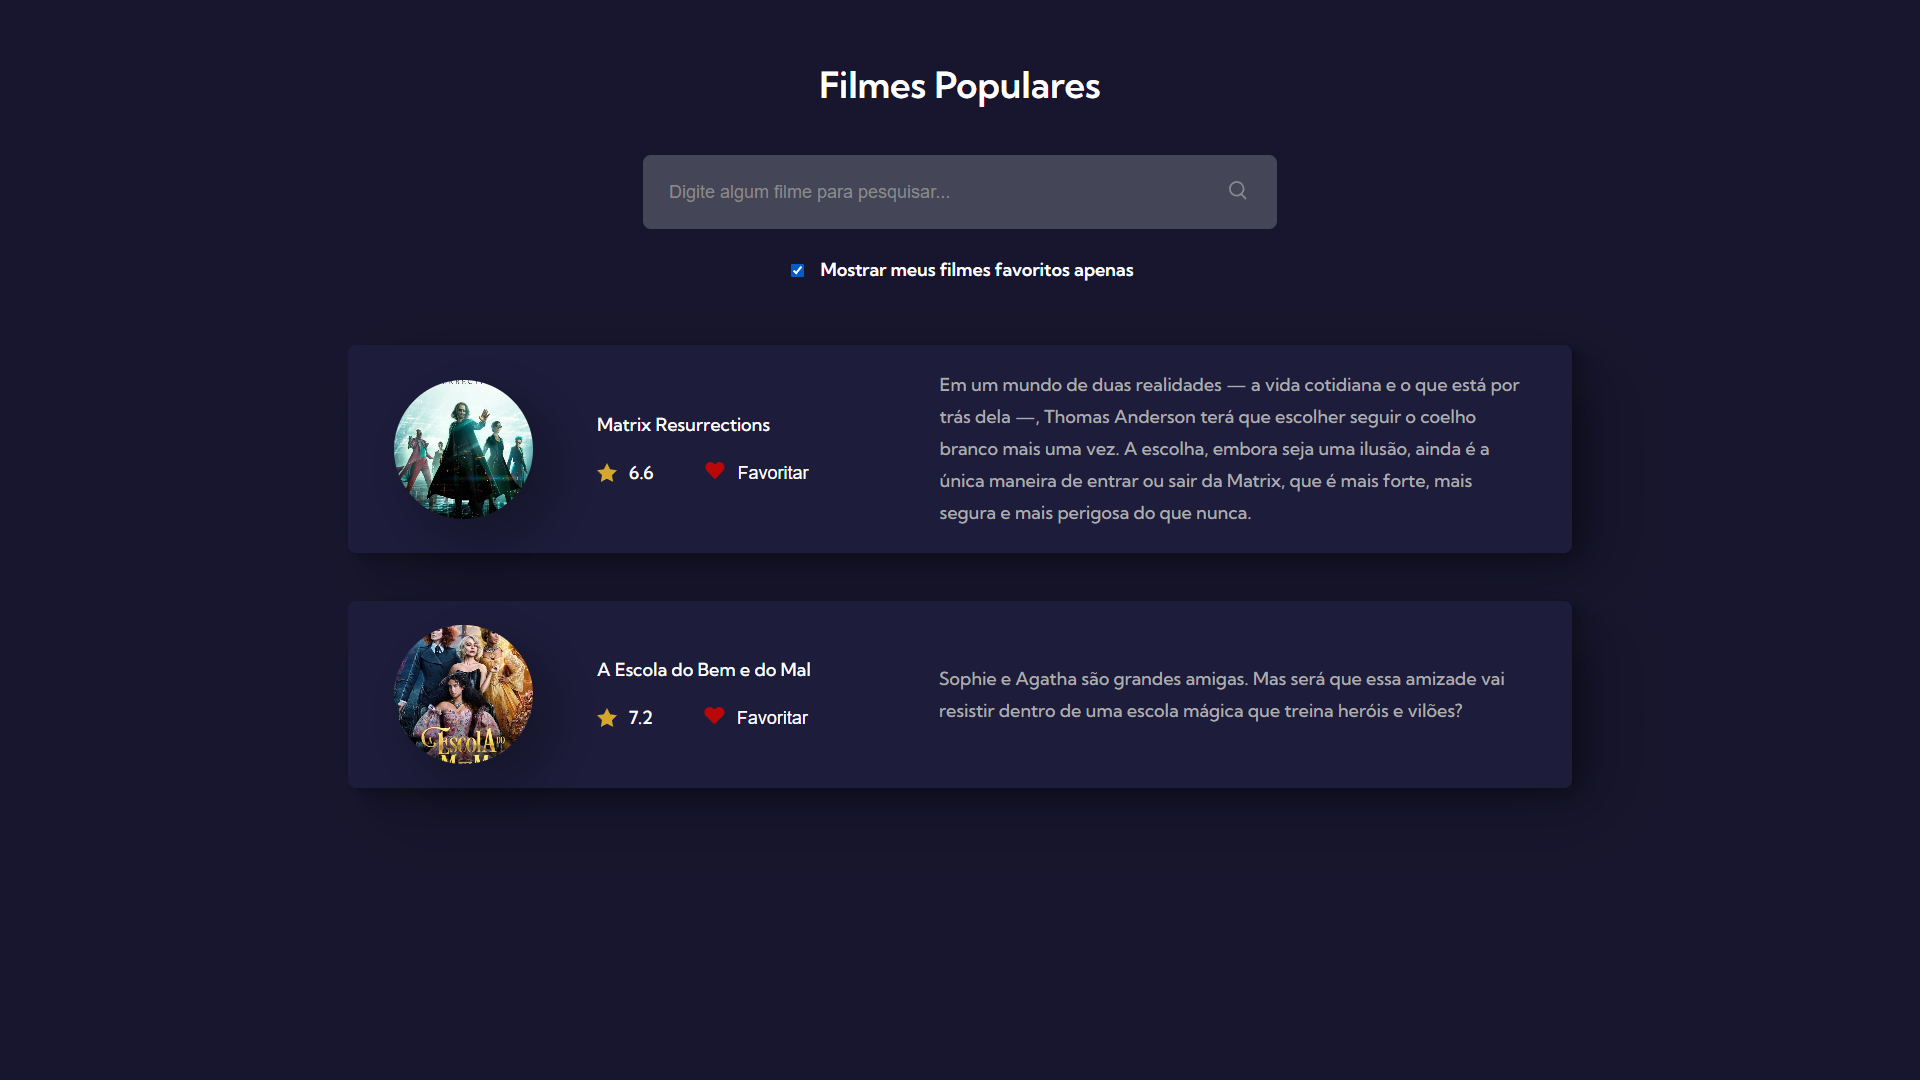 Filmes Populares
Digite algum filme para pesquisar...
Mostrar meus filmes favoritos apenas
Matrix Resurrections
6.6 Favoritar
Em um mundo de duas realidades — a vida cotidiana e o que está por
trás dela —, Thomas Anderson terá que escolher seguir o coelho
branco mais uma vez. A escolha, embora seja uma ilusão, ainda é a
única maneira de entrar ou sair da Matrix, que é mais forte, mais
segura e mais perigosa do que nunca.
A Escola do Bem e do Mal
7.2 Favoritar
Sophie e Agatha são grandes amigas. Mas será que essa amizade vai
resistir dentro de uma escola mágica que treina heróis e vilões?
A ESCOLA DO